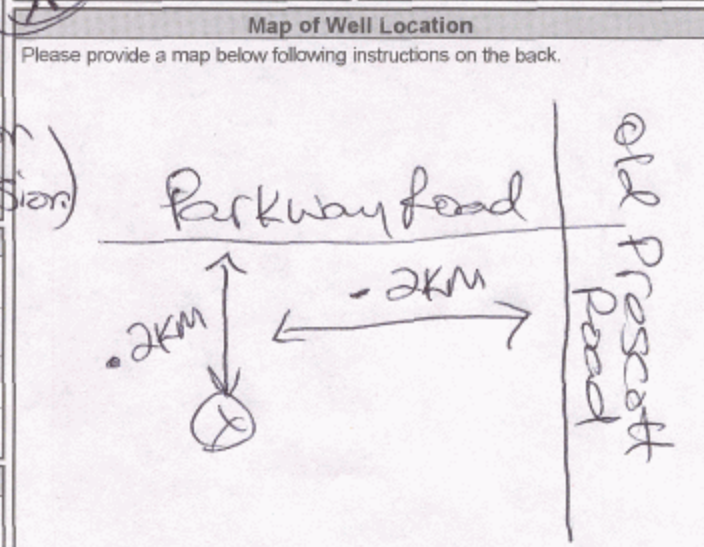 Map of Well Location
Please provide a map below following instructions on the back.
Parkway Road
Old Prescott
Road
.2KM
.2KM